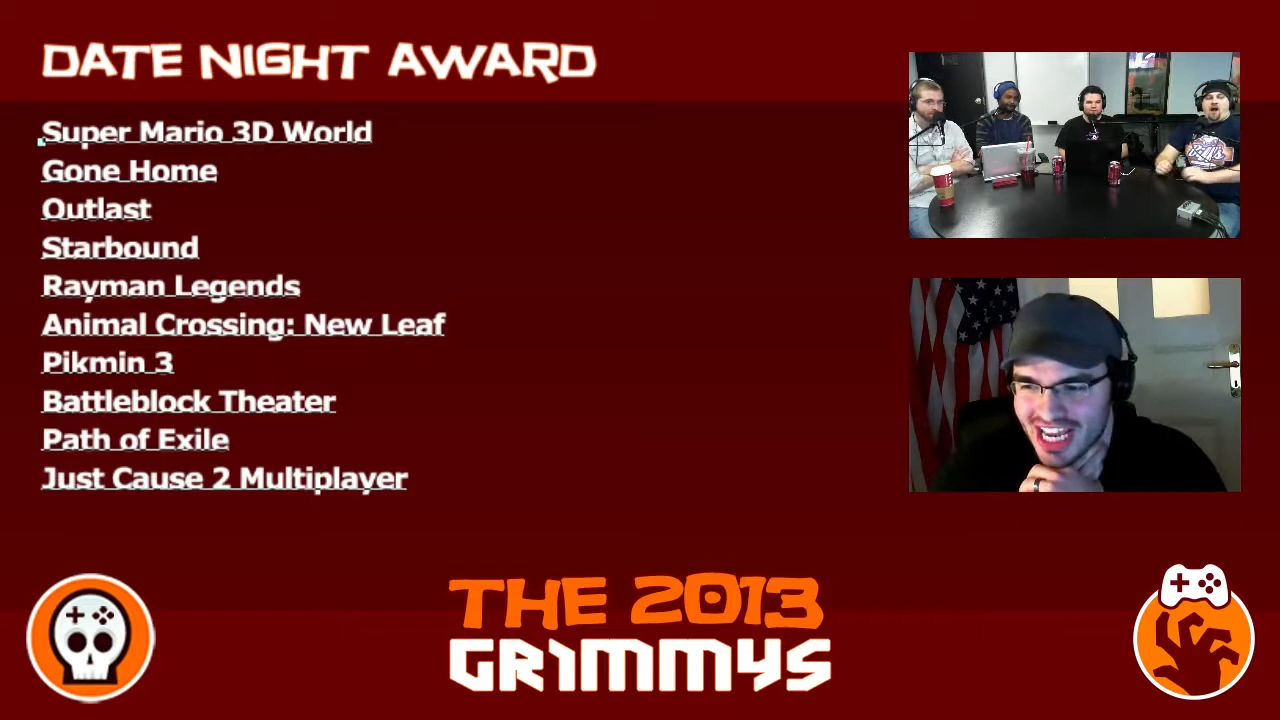 DATE NIGHT AWARD
Super Mario 3D World
Gone Home
Outlast
Starbound
Rayman Legends
Animal Crossing: New Leaf
Pikmin 3
Battleblock Theater
Path of Exile
Just Cause 2 Multiplayer
THE 2013
GR1MM4S